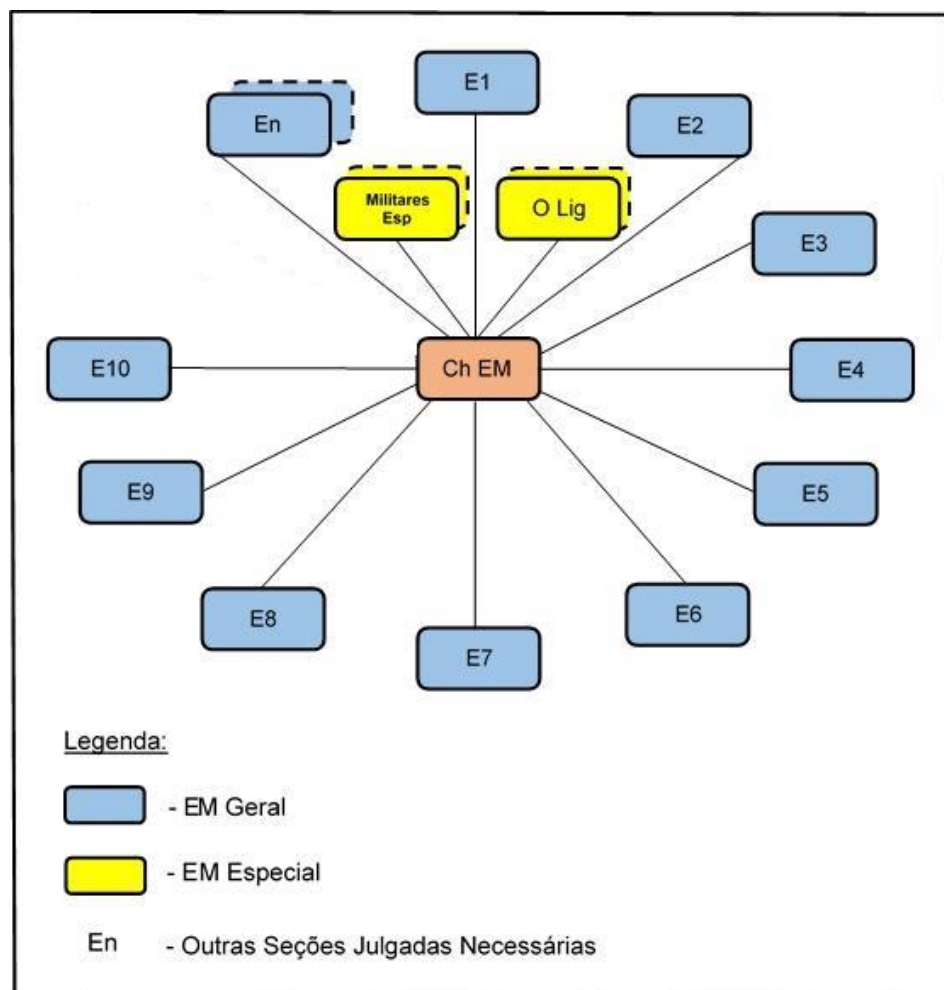 E1
En
E2
Militares
Esp
O Lig
E3
E10
Ch EM
E4
E9
E5
E8
E7
E6
Legenda:
- EM Geral
- EM Especial
En - Outras Seções Julgadas Necessárias